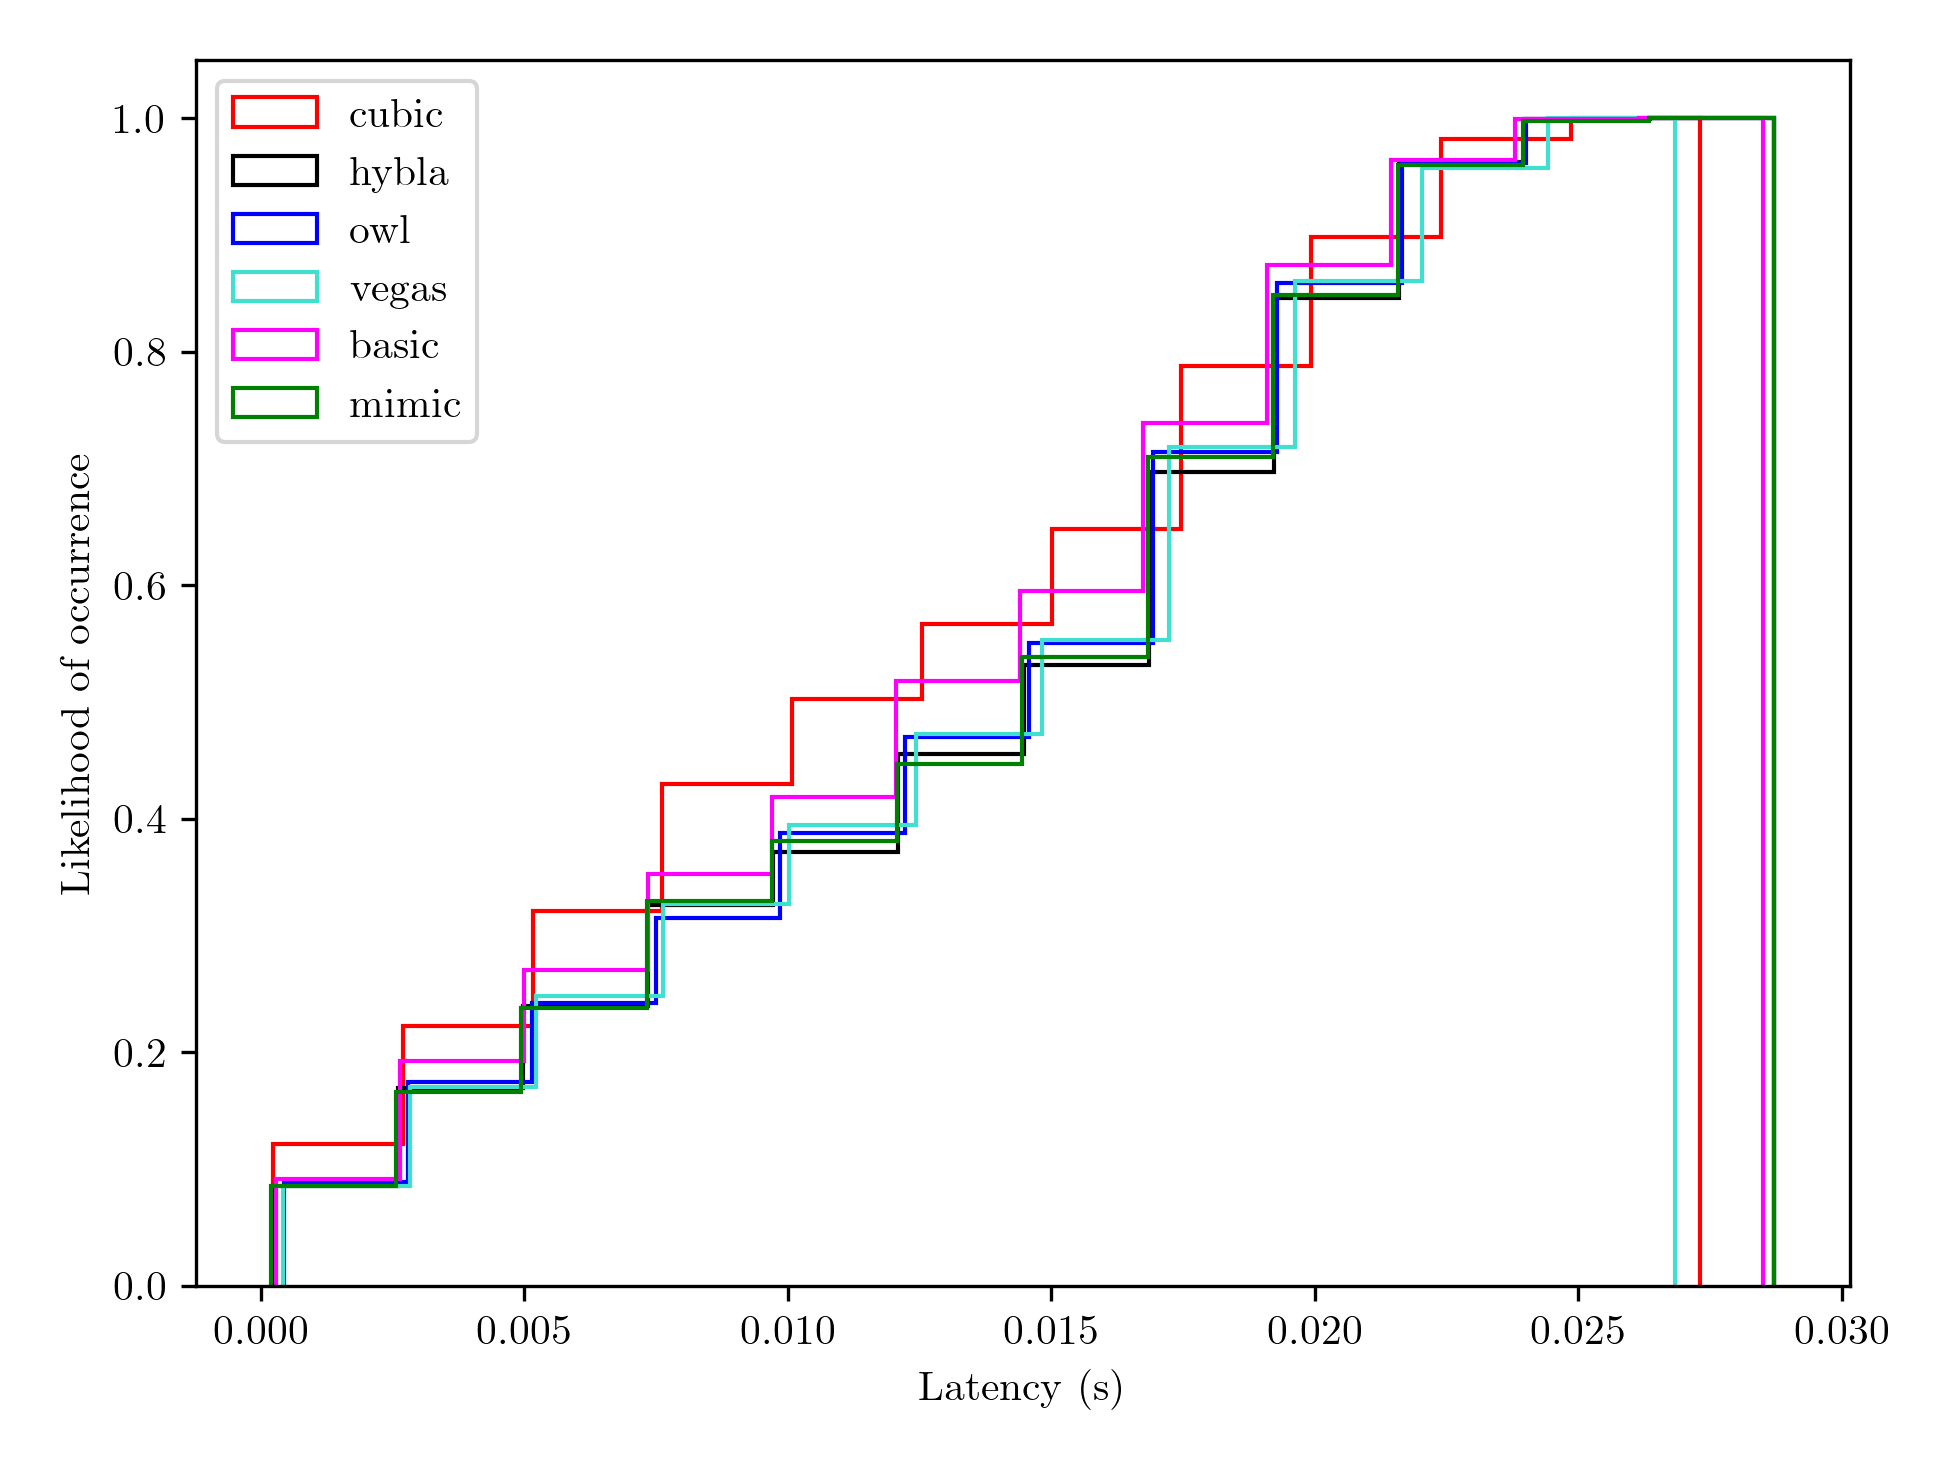 cubic
hybla
owl
vegas
basic
mimic
1.0
0.8
0.6
0.4
0.2
0.0
Likelihood of occurrence
0.000 0.005 0.010 0.015 0.020 0.025 0.030
Latency (s)